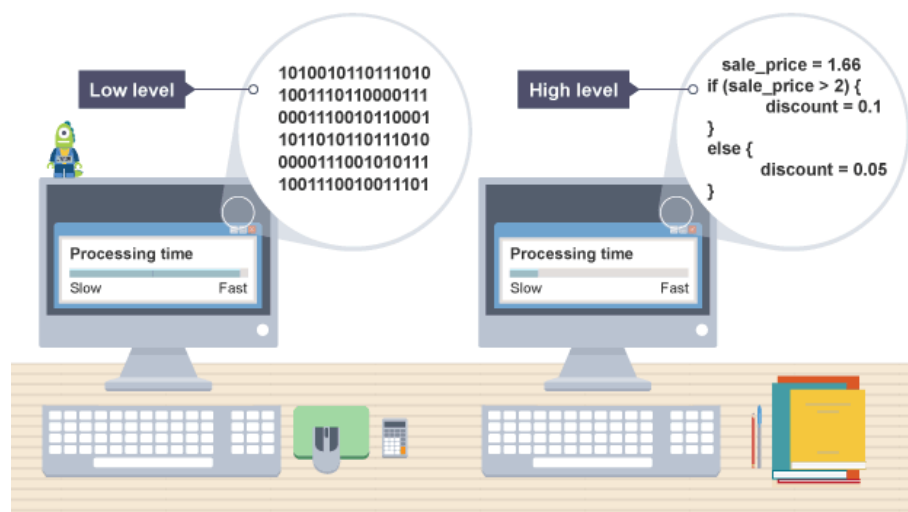 Low level
1010010110111010
1001110110000111
0001110010110001
1011010110111010
0000111001010111
1001110010011101
Processing time
Slow Fast
High level
sale_price = 1.66
if (sale_price > 2) {
discount = 0.1
}
else {
discount = 0.05
}
Processing time
Slow Fast